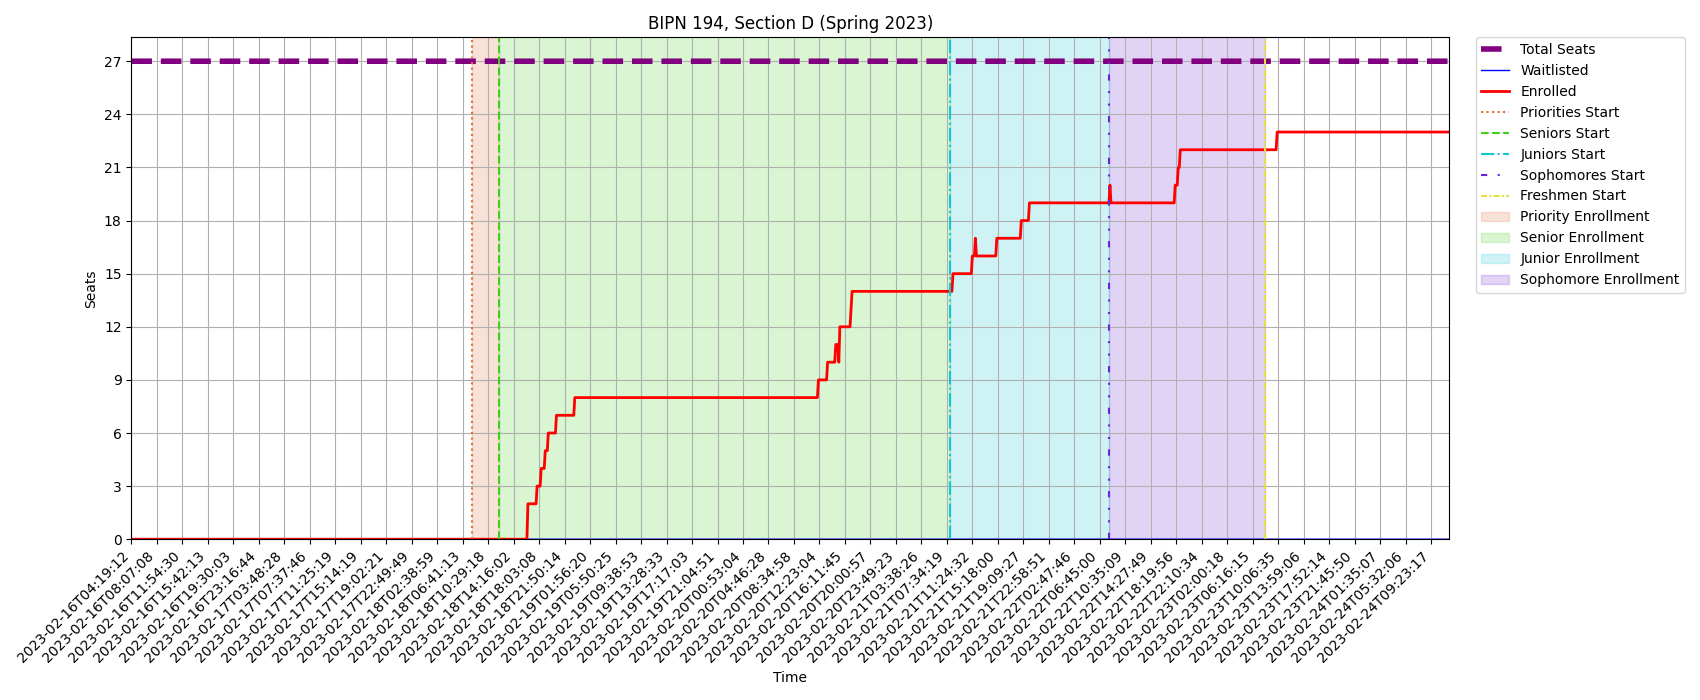 BIPN 194, Section D (Spring 2023)
Seats
27
24
21
18
15
12
9
6
3
0
2023-02-16T04:19:12
2023-02-16T08:07:08
2023-02-16T11:54:30
2023-02-16T15:42:13
2023-02-16T19:30:03
2023-02-16T23:16:44
2023-02-17T03:48:28
2023-02-17T07:37:46
2023-02-17T11:25:19
2023-02-17T15:14:19
2023-02-17T19:02:21
2023-02-17T22:49:49
2023-02-18T02:38:59
2023-02-18T06:41:13
2023-02-18T10:29:18
2023-02-18T14:16:02
2023-02-18T18:03:08
2023-02-18T21:50:14
2023-02-19T01:56:20
2023-02-19T05:50:25
2023-02-19T09:38:53
2023-02-19T13:28:33
2023-02-19T17:17:03
2023-02-19T21:04:51
2023-02-20T00:53:04
2023-02-20T04:46:28
2023-02-20T08:34:58
2023-02-20T12:23:04
2023-02-20T16:11:45
2023-02-20T20:00:57
2023-02-20T23:49:23
2023-02-21T03:38:26
2023-02-21T07:34:19
2023-02-21T11:24:32
2023-02-21T15:18:00
2023-02-21T19:09:27
2023-02-21T22:58:51
2023-02-22T02:47:46
2023-02-22T06:45:00
2023-02-22T10:35:09
2023-02-22T14:27:49
2023-02-22T18:19:56
2023-02-22T22:10:34
2023-02-23T02:00:18
2023-02-23T06:16:15
2023-02-23T10:06:35
2023-02-23T13:59:06
2023-02-23T17:52:14
2023-02-23T21:45:50
2023-02-24T01:35:07
2023-02-24T05:32:06
2023-02-24T09:23:17
Time
Total Seats
Waitlisted
Enrolled
Priorities Start
Seniors Start
Juniors Start
Sophomores Start
Freshmen Start
Priority Enrollment
Senior Enrollment
Junior Enrollment
Sophomore Enrollment